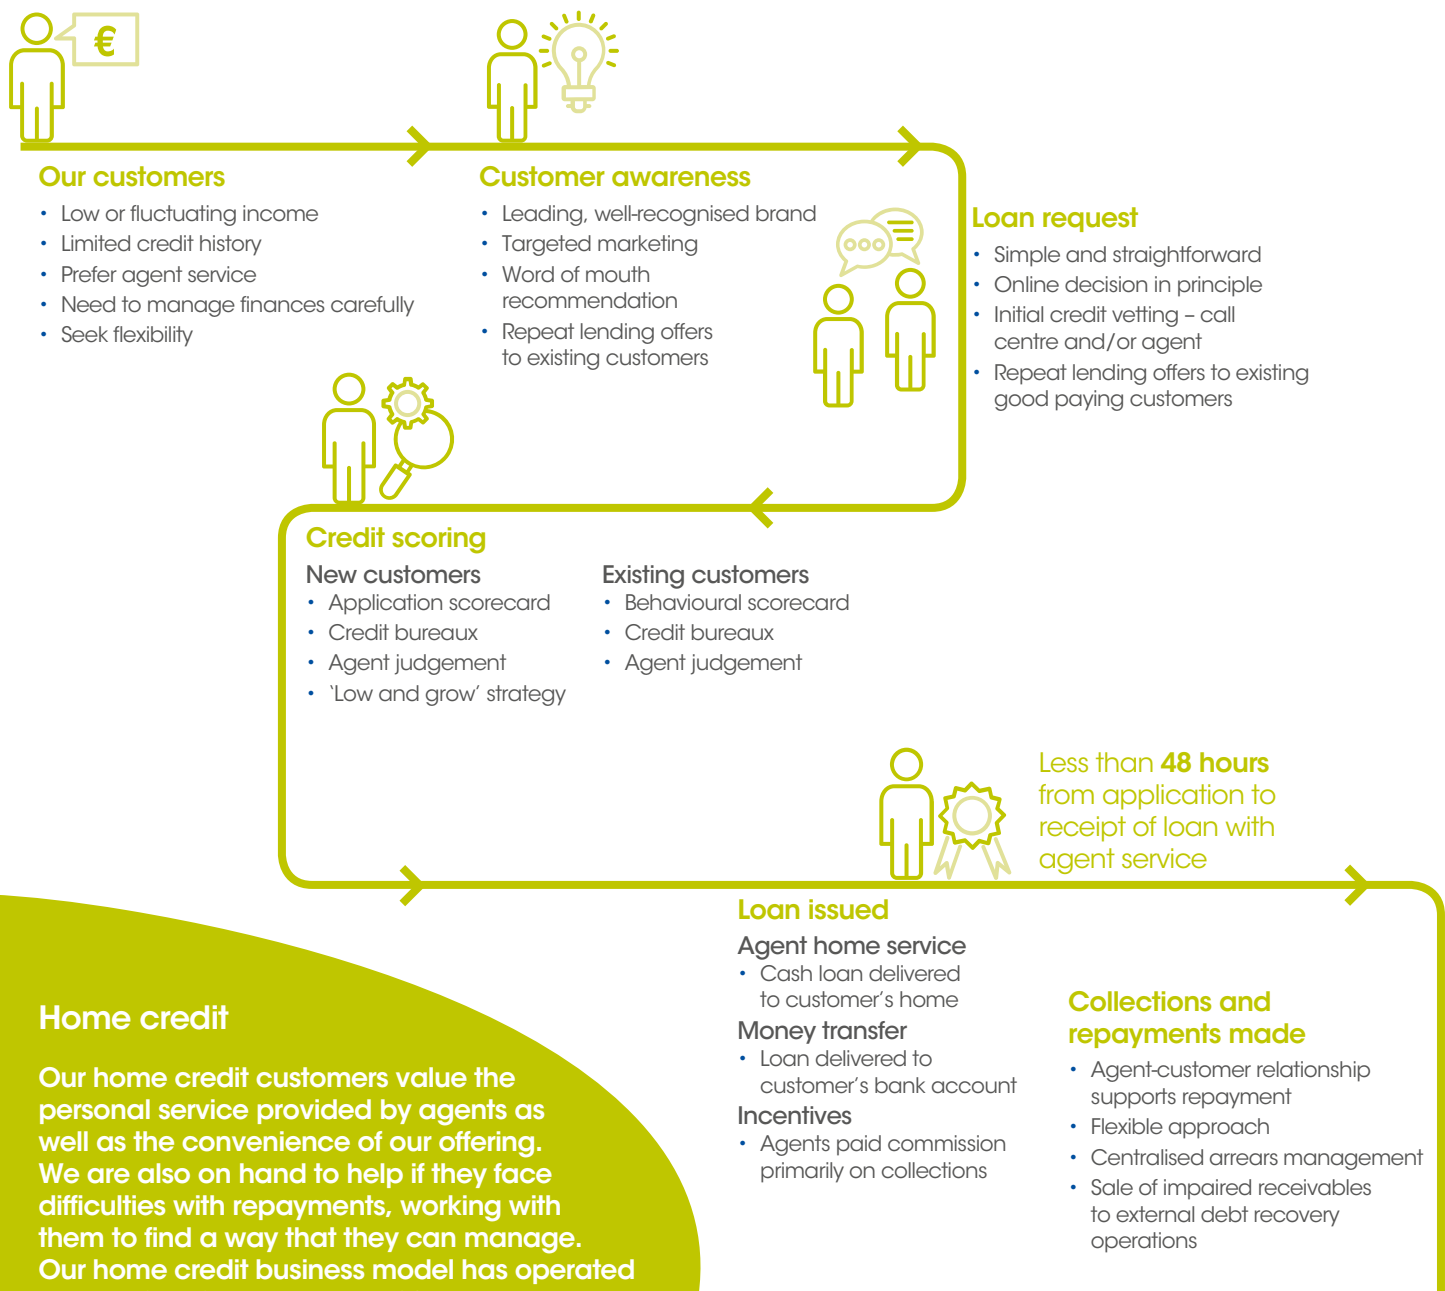 €
Our customers
• Low or fluctuating income
• Limited credit history
• Prefer agent service
• Need to manage finances carefully
• Seek flexibility
Customer awareness
• Leading, well-recognised brand
• Targeted marketing
• Word of mouth
recommendation
• Repeat lending offers
to existing customers
Loan request
• Simple and straightforward
• Online decision in principle
• Initial credit vetting – call
centre and/or agent
• Repeat lending offers to existing
good paying customers
Credit scoring
New customers
• Application scorecard
• Credit bureaux
• Agent judgement
• ‘Low and grow’ strategy
Existing customers
• Behavioural scorecard
• Credit bureaux
• Agent judgement
Less than 48 hours
from application to
receipt of loan with
agent service
Loan issued
Agent home service
• Cash loan delivered
to customer’s home
Money transfer
• Loan delivered to
customer’s bank account
Incentives
• Agents paid commission
primarily on collections
Collections and
repayments made
• Agent-customer relationship
supports repayment
• Flexible approach
• Centralised arrears management
• Sale of impaired receivables
to external debt recovery
operations
Home credit
Our home credit customers value the
personal service provided by agents as
well as the convenience of our offering.
We are also on hand to help if they face
difficulties with repayments, working with
them to find a way that they can manage.
Our home credit business model has operated